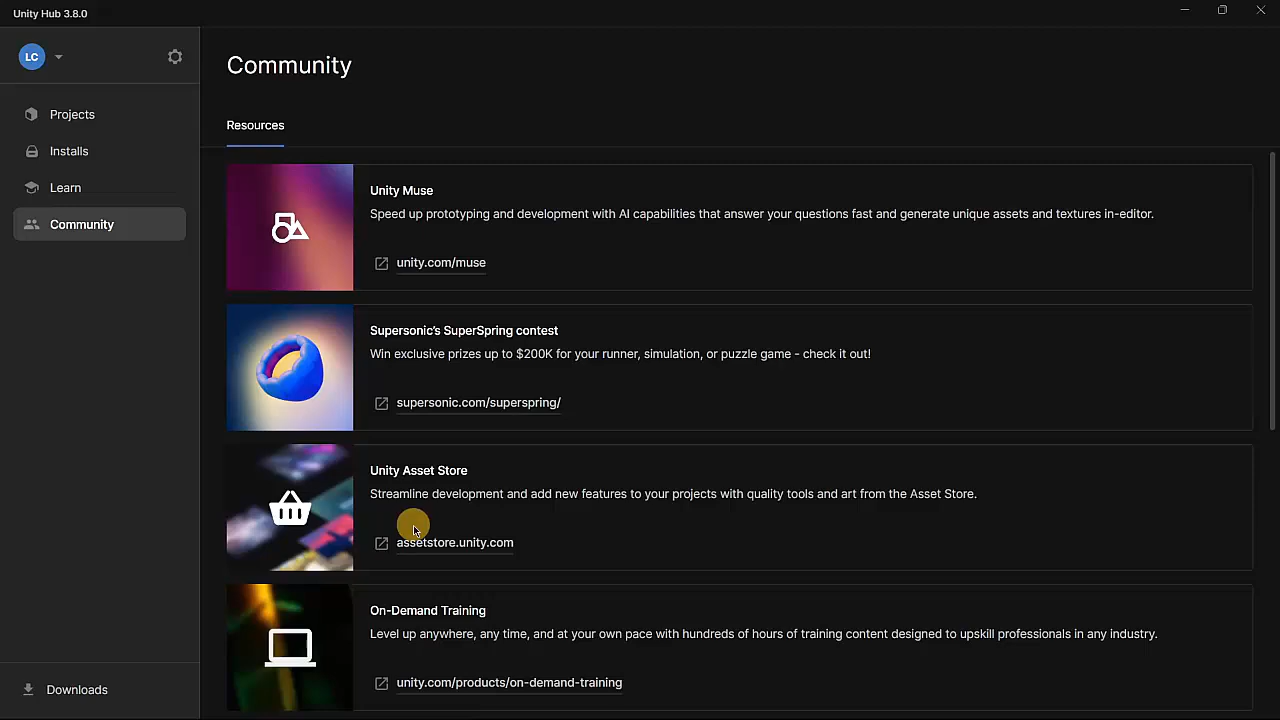 Unity Hub 3.8.0
LC
Projects
Installs
Learn
Community
Downloads
Community
Resources
Unity Muse
Speed up prototyping and development with AI capabilities that answer your questions fast and generate unique assets and textures in-editor.
unity.com/muse
Supersonic's SuperSpring contest
Win exclusive prizes up to $200K for your runner, simulation, or puzzle game - check it out!
supersonic.com/superspring/
Unity Asset Store
Streamline development and add new features to your projects with quality tools and art from the Asset Store.
assetstore.unity.com
On-Demand Training
Level up anywhere, any time, and at your own pace with hundreds of hours of training content designed to upskill professionals in any industry.
unity.com/products/on-demand-training